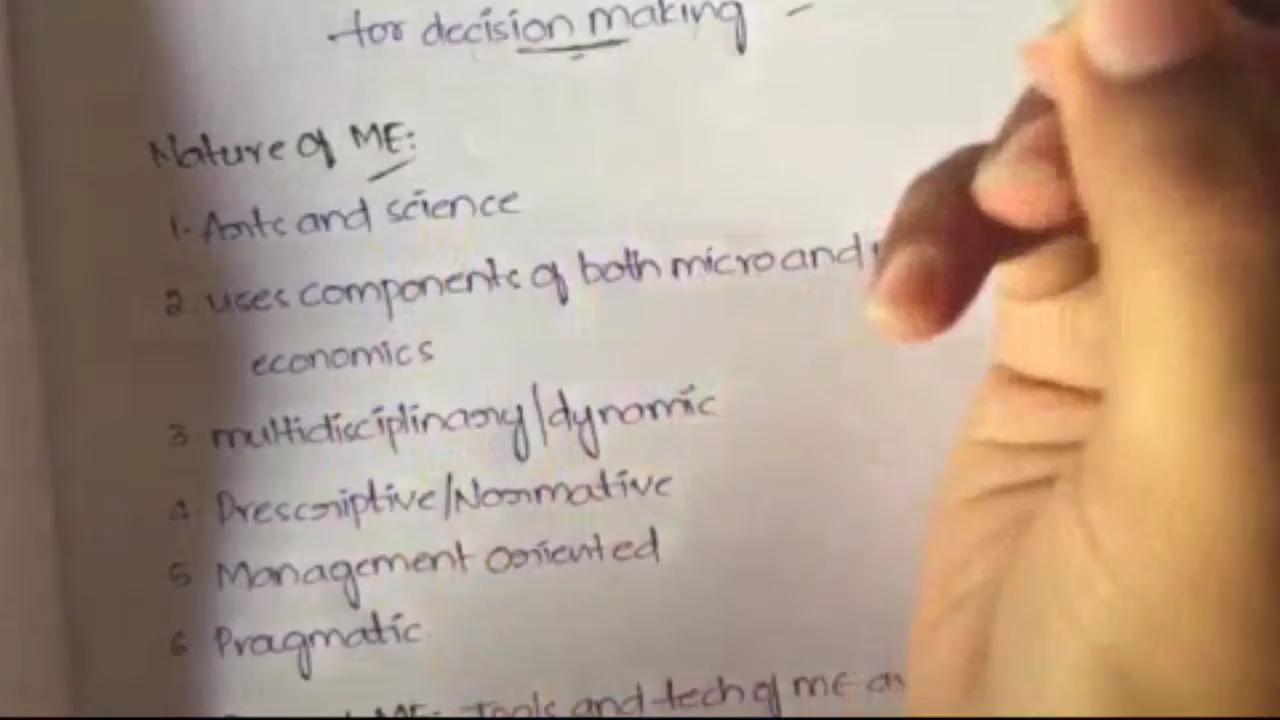 for decision making -
Nature of ME:
1. Arts and science
2. uses components of both micro and
economics
3 multidisciplinary/dynamic
4. Prescriptive/Normative
5 Management oriented
6 Pragmatic
ME: Tools and tech of ME